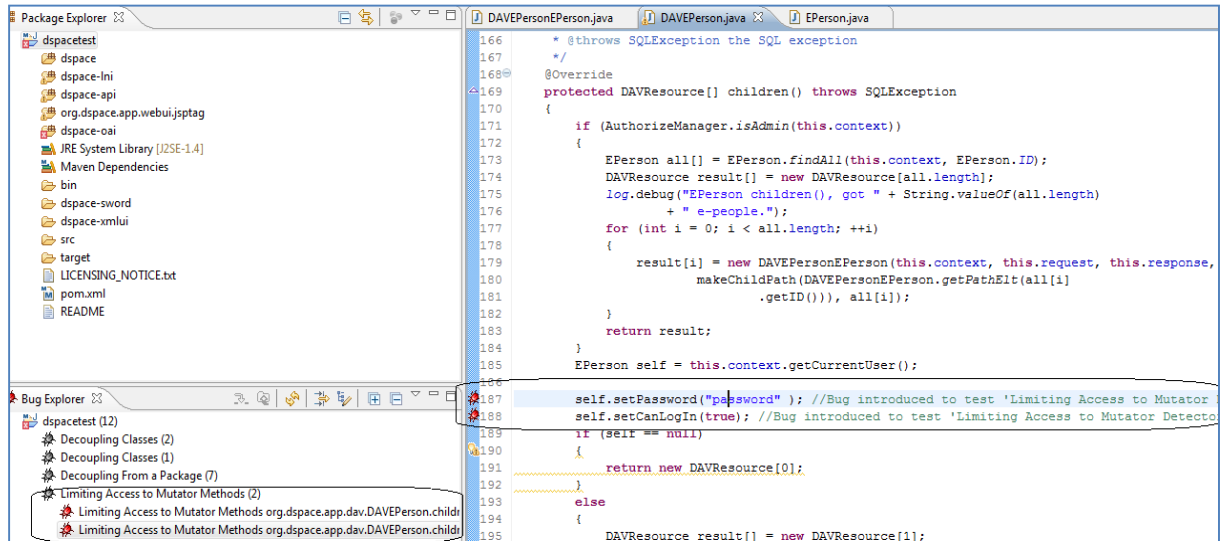 Package Explorer
dspacetest
dspace
dspace-lni
dspace-api
org.dspace.app.webui.jsptag
dspace-oai
JRE System Library [J2SE-1.4]
Maven Dependencies
bin
dspace-sword
dspace-xmlui
src
target
LICENSING_NOTICE.txt
pom.xml
README
Bug Explorer
dspacetest (12)
Decoupling Classes (2)
Decoupling Classes (1)
Decoupling From a Package (7)
Limiting Access to Mutator Methods (2)
Limiting Access to Mutator Methods org.dspace.app.dav.DAVEPerson.childr
Limiting Access to Mutator Methods org.dspace.app.dav.DAVEPerson.childr
DAVEPersonEPerson.java DAVEPerson.java EPerson.java
166 * @throws SQLException the SQL exception
167 */
168 @Override
169 protected DAVResource[] children() throws SQLException
170 {
171 if (AuthorizeManager.isAdmin(this.context))
172 {
173 EPerson all[] = EPerson.findAll(this.context, EPerson.ID);
174 DAVResource result[] = new DAVResource[all.length];
175 log.debug("EPerson children(), got " + String.valueOf(all.length)
176 + " e-people.");
177 for (int i = 0; i < all.length; ++i)
178 {
179 result[i] = new DAVEPersonEPerson(this.context, this.request, this.response,
180 makeChildPath(DAVEPersonEPerson.getPathElt(all[i]
181 .getID())), all[i]);
182 }
183 return result;
184 }
185 EPerson self = this.context.getCurrentUser();
186
187 self.setPassword("password" ); //Bug introduced to test 'Limiting Access to Mutator
188 self.setCanLogIn(true); //Bug introduced to test 'Limiting Access to Mutator Detecto
189 if (self == null)
190 {
191 return new DAVResource[0];
192 }
193 else
194 {
195 DAVResource result[] = new DAVResource[1];